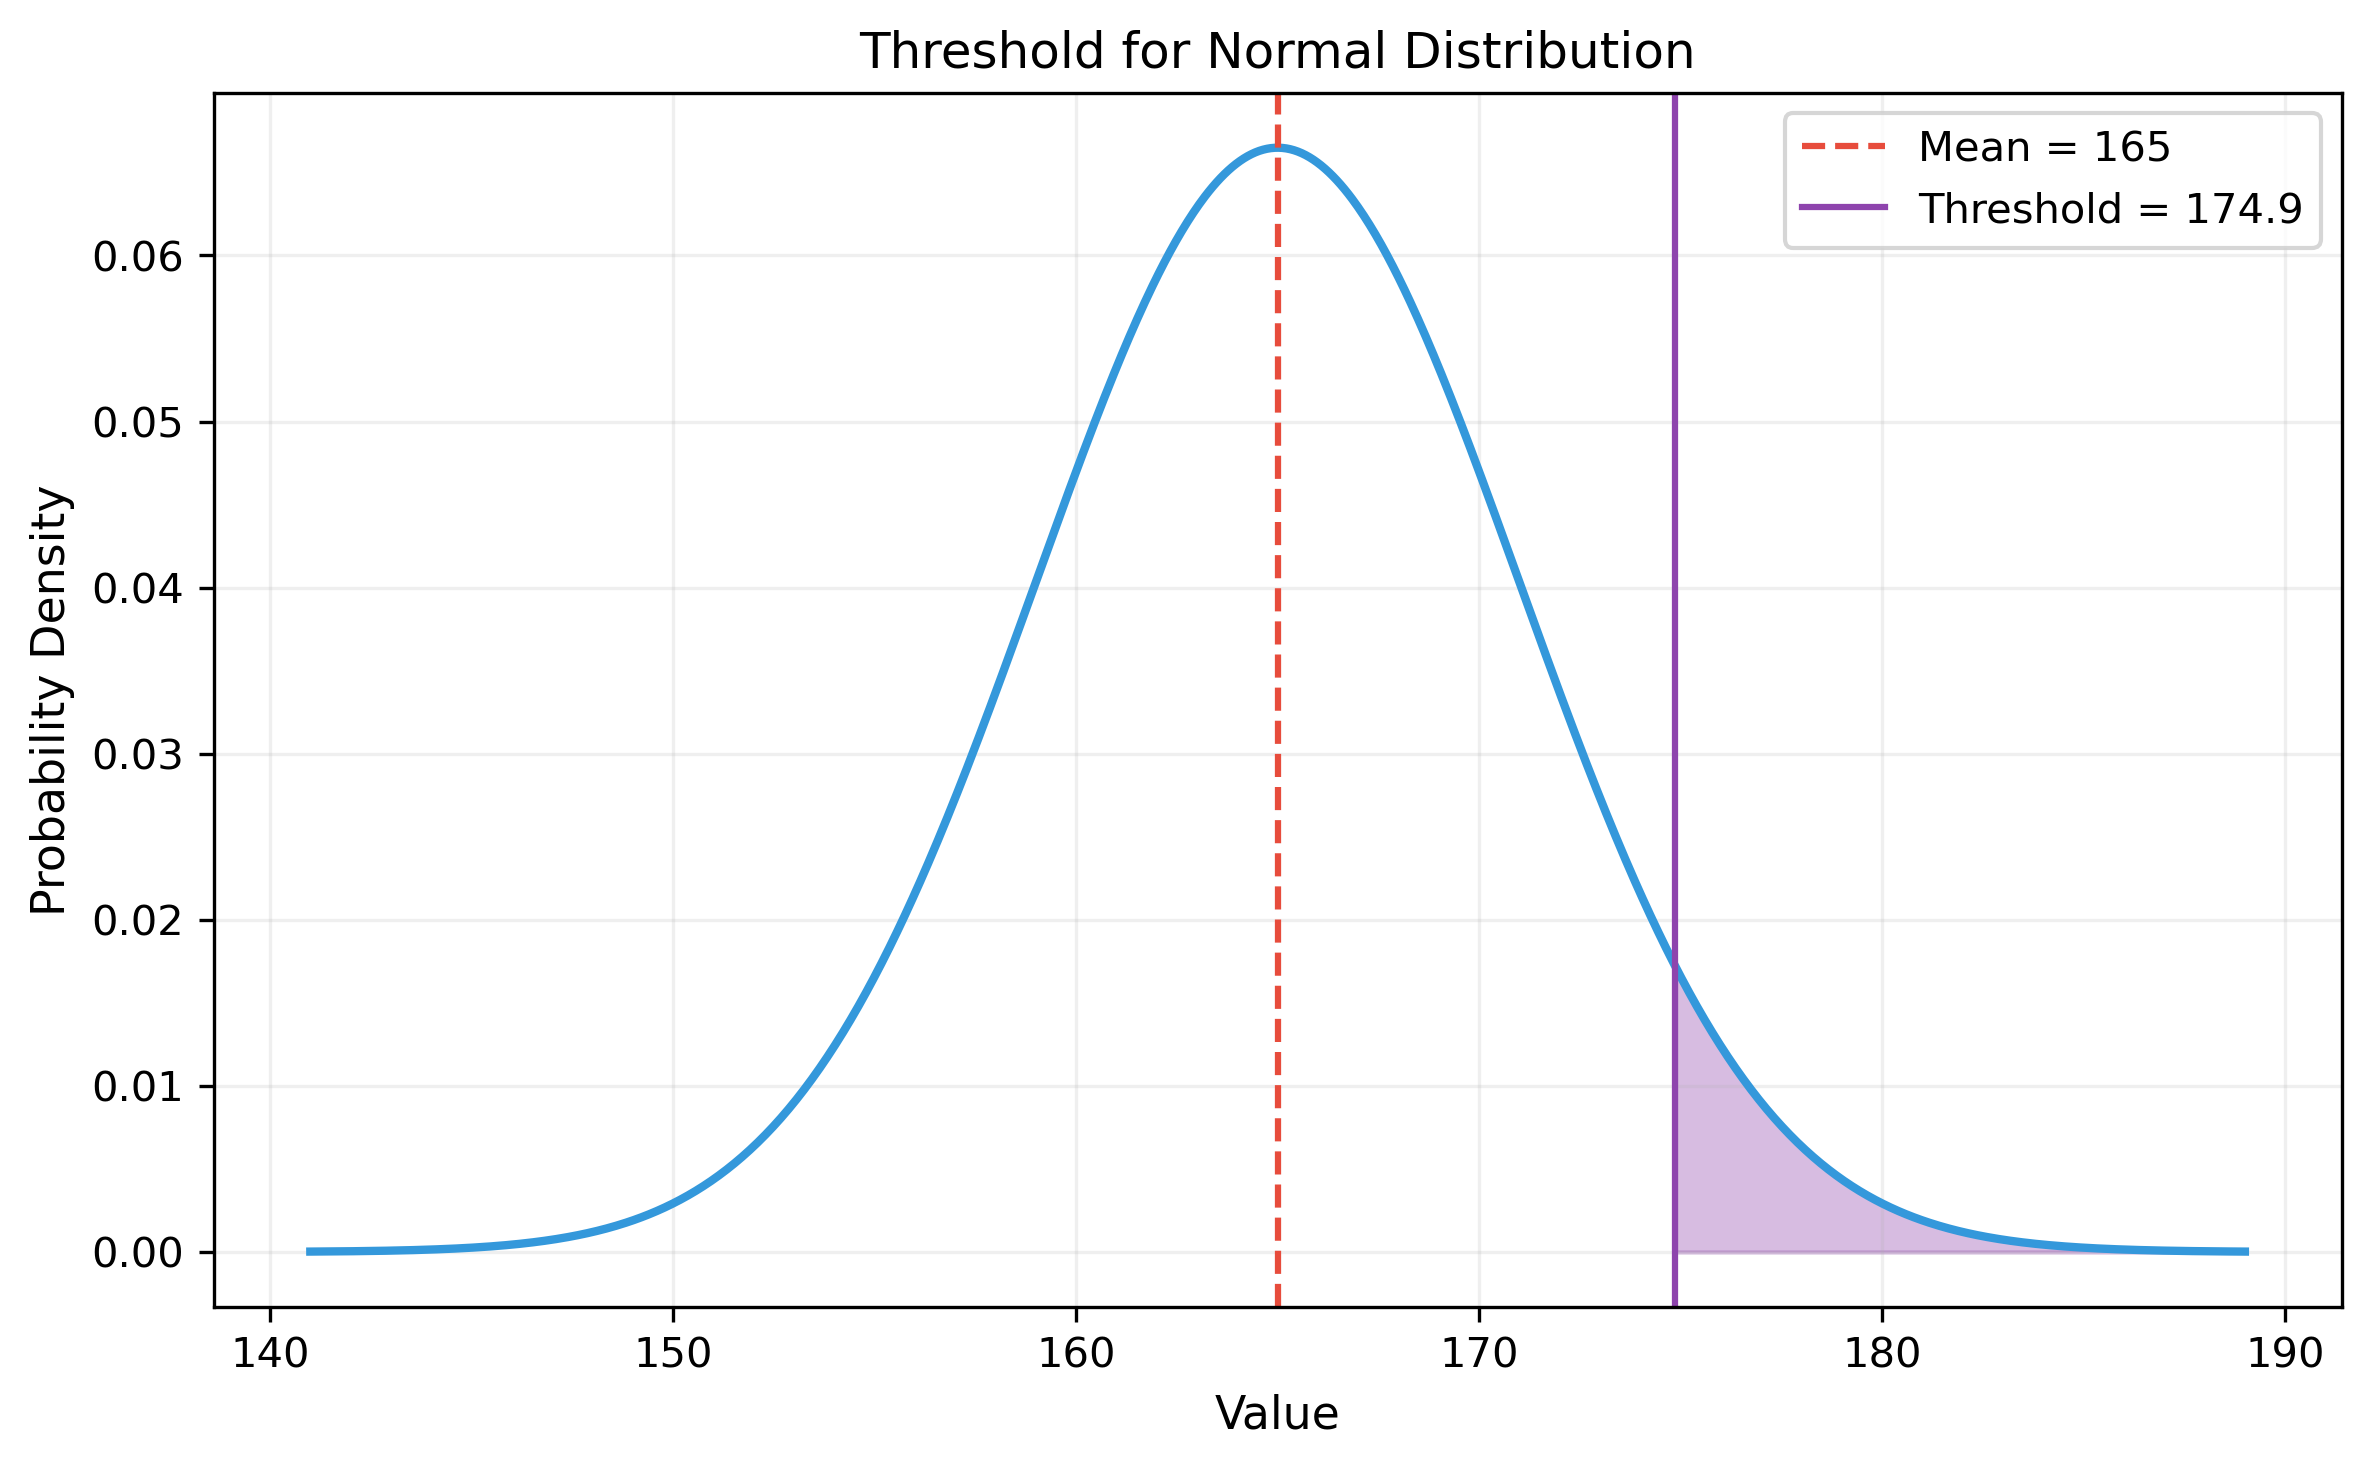 Threshold for Normal Distribution
Mean = 165
Threshold = 174.9
Probability Density
0.06
0.05
0.04
0.03
0.02
0.01
0.00
140 150 160 170 180 190
Value